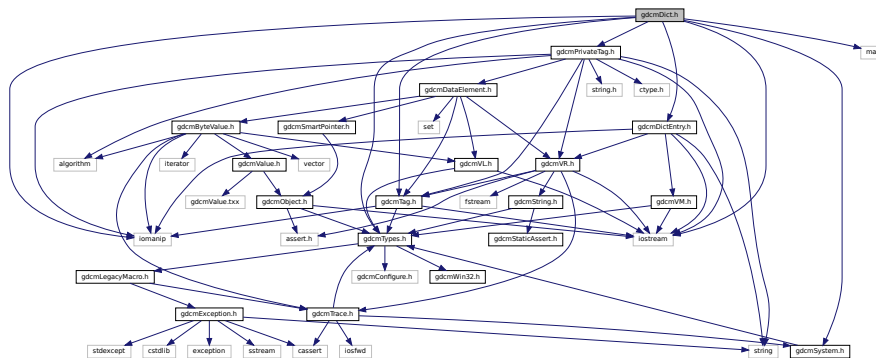 gdcmDict.h
gdcmPrivateTag.h
ma
gdcmDataElement.h
string.h
ctype.h
gdcmByteValue.h
gdcmSmartPointer.h
set
gdcmDictEntry.h
algorithm
iterator
gdcmValue.h
vector
gdcmVL.h
gdcmVR.h
gdcmValue.txx
gdcmObject.h
gdcmTag.h
fstream
gdcmString.h
gdcmVM.h
iomanip
assert.h
gdcmTypes.h
gdcmStaticAssert.h
iostream
gdcmLegacyMacro.h
gdcmConfigure.h
gdcmWin32.h
gdcmException.h
gdcmTrace.h
stdexcept
cstdlib
exception
sstream
cassert
iosfwd
string
gdcmSystem.h